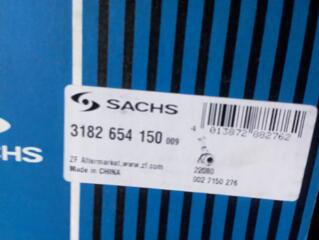 SACHS
3182 654 150 009
4 013872 882762
ZF Aftermarket, www.zf.com
Made in CHINA
22080
002 7150 276
CHS